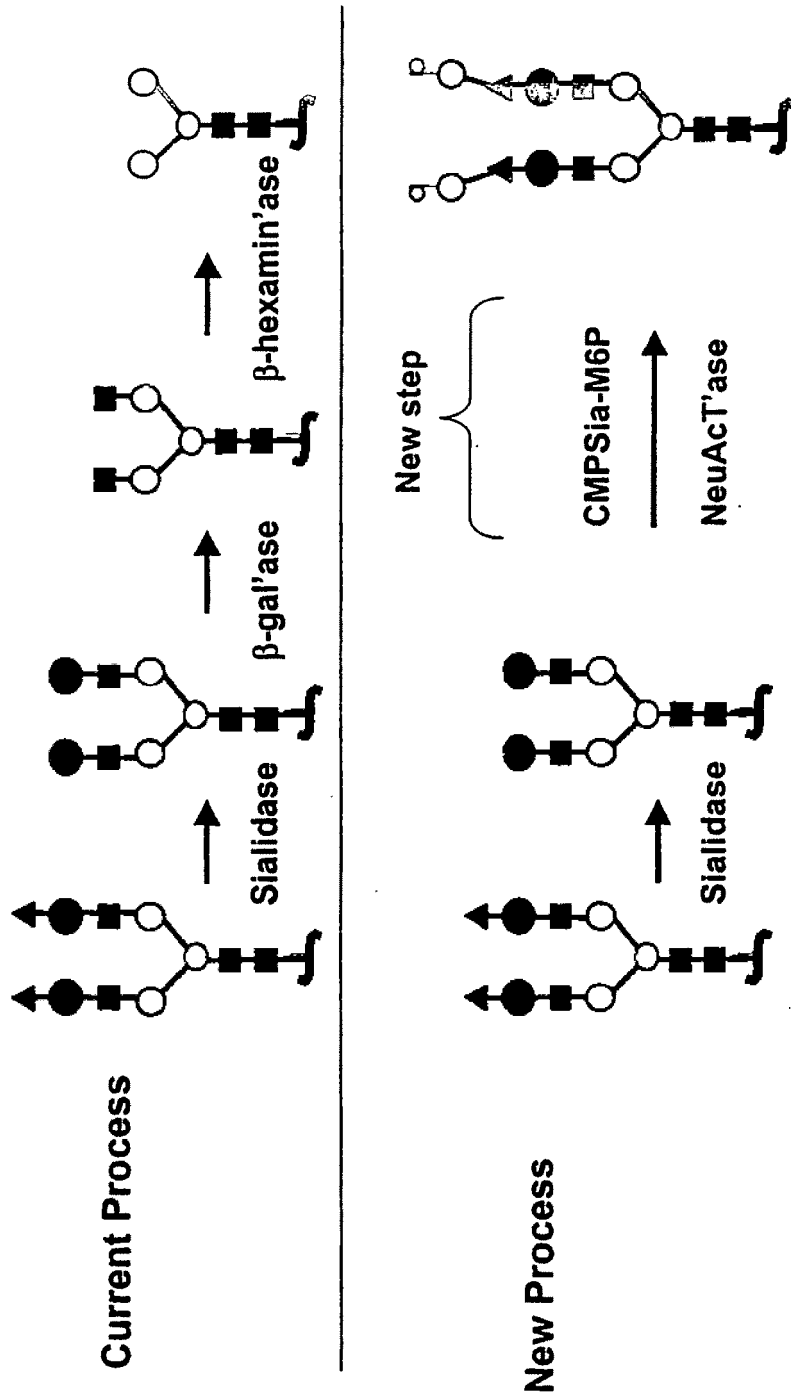 Current Process
Sialidase
β-gal'ase
β-hexamin'ase
New Process
Sialidase
New step
CMPSia-M6P
NeuAcT'ase